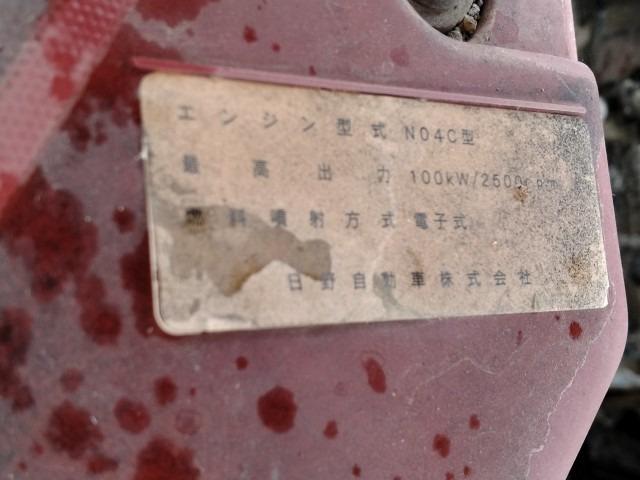 エンジン型式 N04C型
最高出力 100kW/2500rpm
燃料噴射方式 電子式
日野自動車株式会社